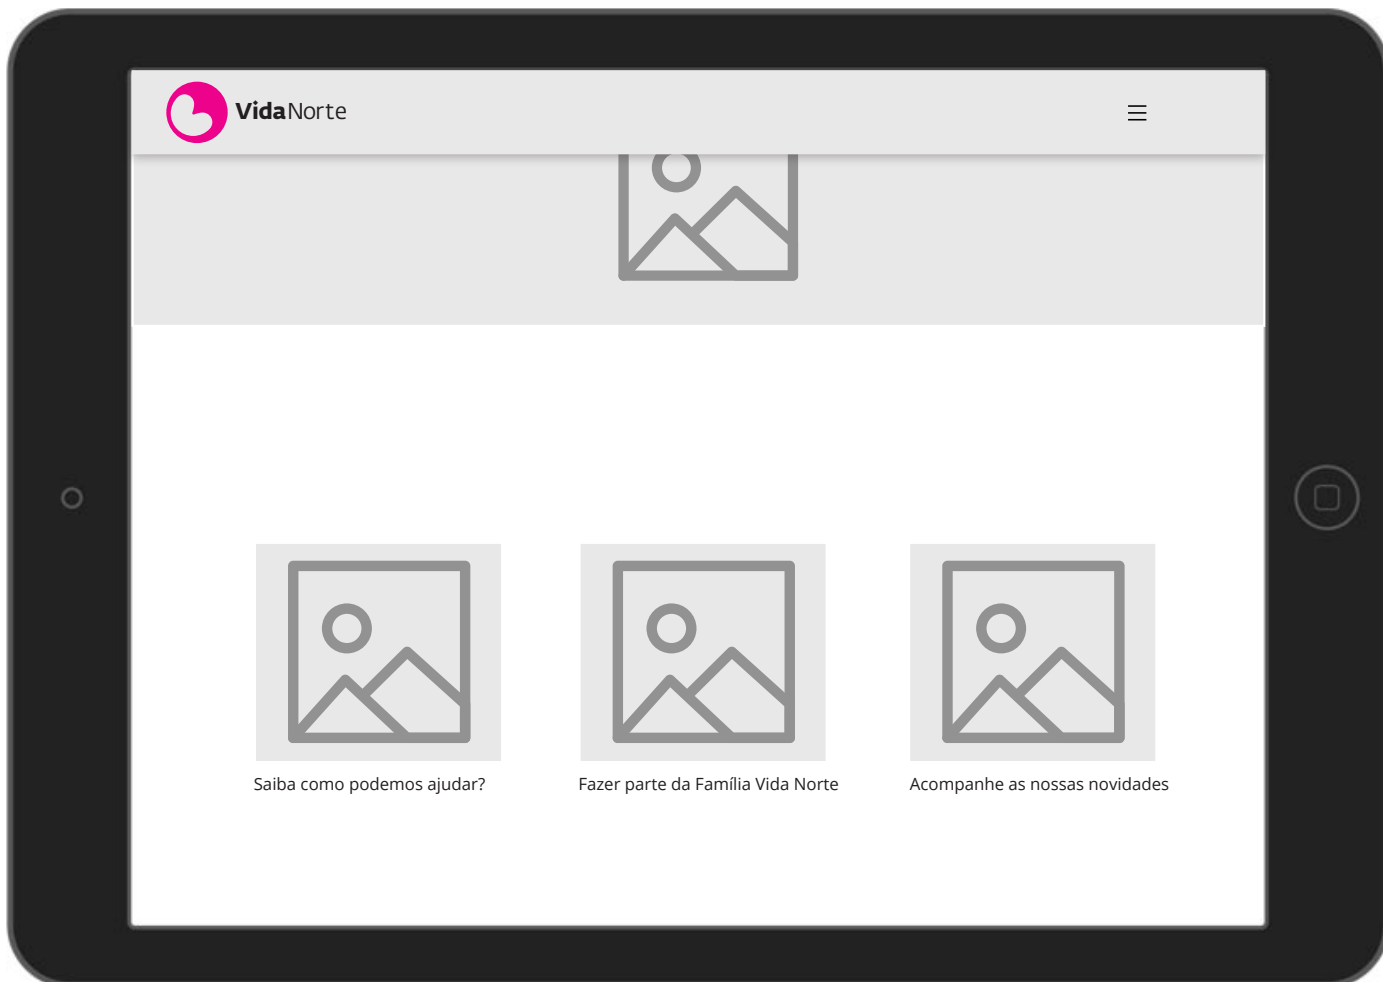 VidaNorte
Saiba como podemos ajudar?
Fazer parte da Família Vida Norte
Acompanhe as nossas novidades